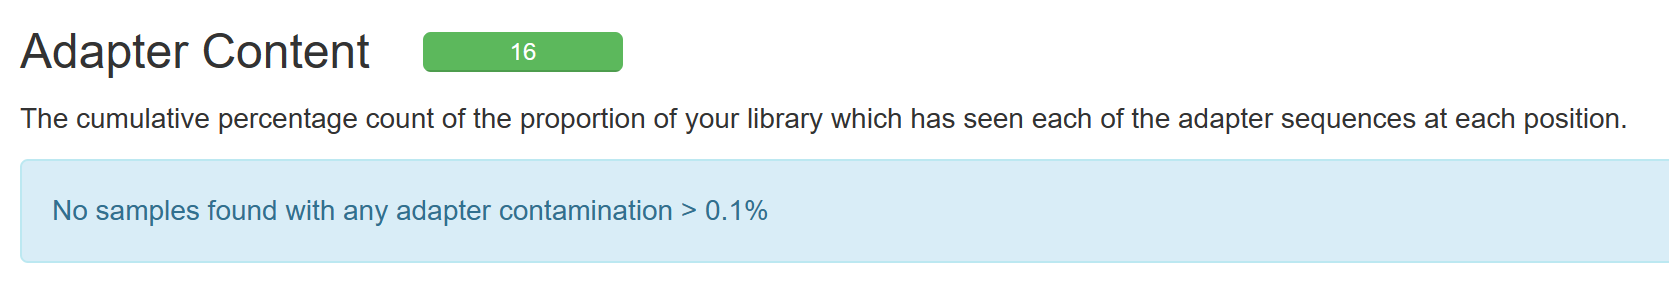 Adapter Content 16
The cumulative percentage count of the proportion of your library which has seen each of the adapter sequences at each position.
No samples found with any adapter contamination > 0.1%